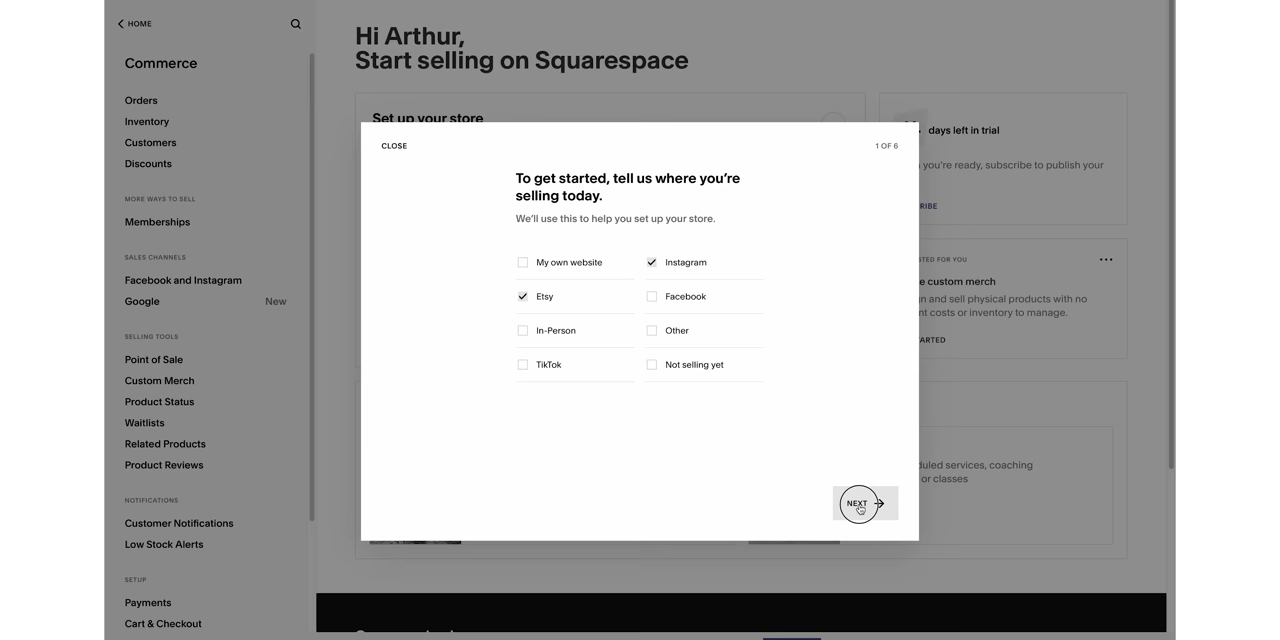 HOME
Commerce
Orders
Inventory
Customers
Discounts
MORE WAYS TO SELL
Memberships
SALES CHANNELS
Facebook and Instagram
Google New
SELLING TOOLS
Point of Sale
Custom Merch
Product Status
Waitlists
Related Products
Product Reviews
NOTIFICATIONS
Customer Notifications
Low Stock Alerts
SETUP
Payments
Cart & Checkout
Hi Arthur,
Start selling on Squarespace
Set up your store
CLOSE
1 OF 6
To get started, tell us where you’re
selling today.
We’ll use this to help you set up your store.
My own website
Instagram
Etsy
Facebook
In-Person
Other
TikTok
Not selling yet
NEXT
days left in trial
you’re ready, subscribe to publish your
custom merch
and sell physical products with no
costs or inventory to manage.
services, coaching
or classes